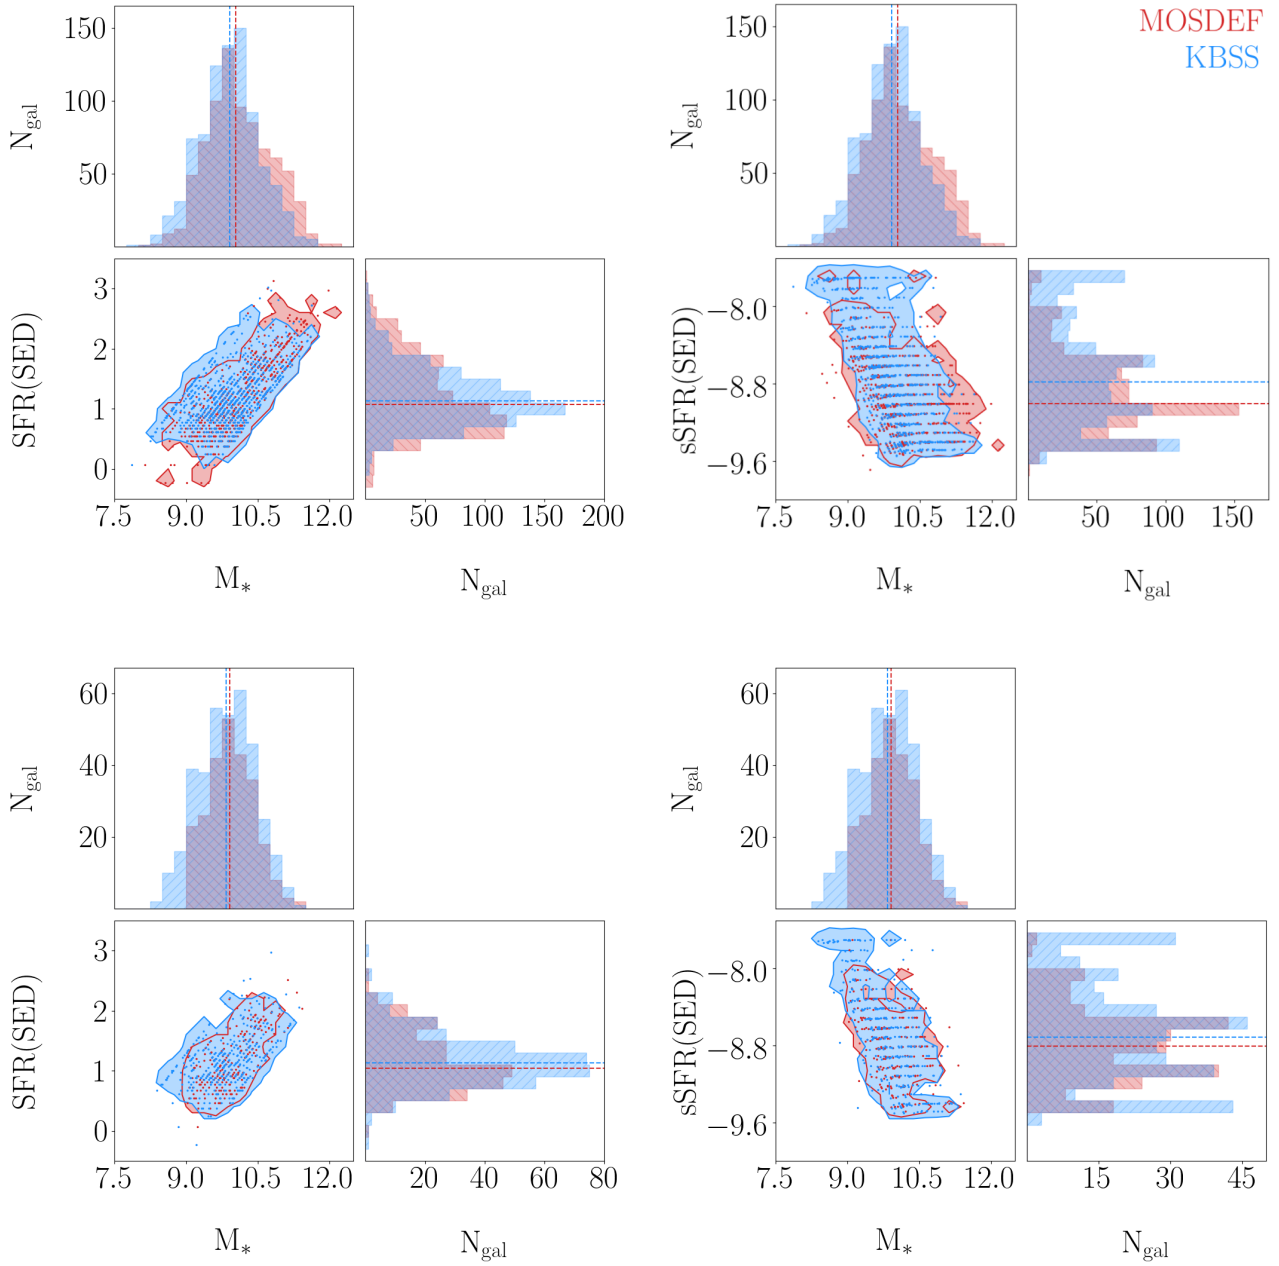 MOSDEF
KBSS
150
100
50
N_gal
150
100
50
N_gal
3
2
1
0
SFR(SED)
7.5 9.0 10.5 12.0
M_*
50 100 150 200
N_gal
−8.0
−8.8
−9.6
sSFR(SED)
7.5 9.0 10.5 12.0
M_*
50 100 150
N_gal
60
40
20
N_gal
60
40
20
N_gal
3
2
1
0
SFR(SED)
7.5 9.0 10.5 12.0
M_*
20 40 60 80
N_gal
−8.0
−8.8
−9.6
sSFR(SED)
7.5 9.0 10.5 12.0
M_*
15 30 45
N_gal